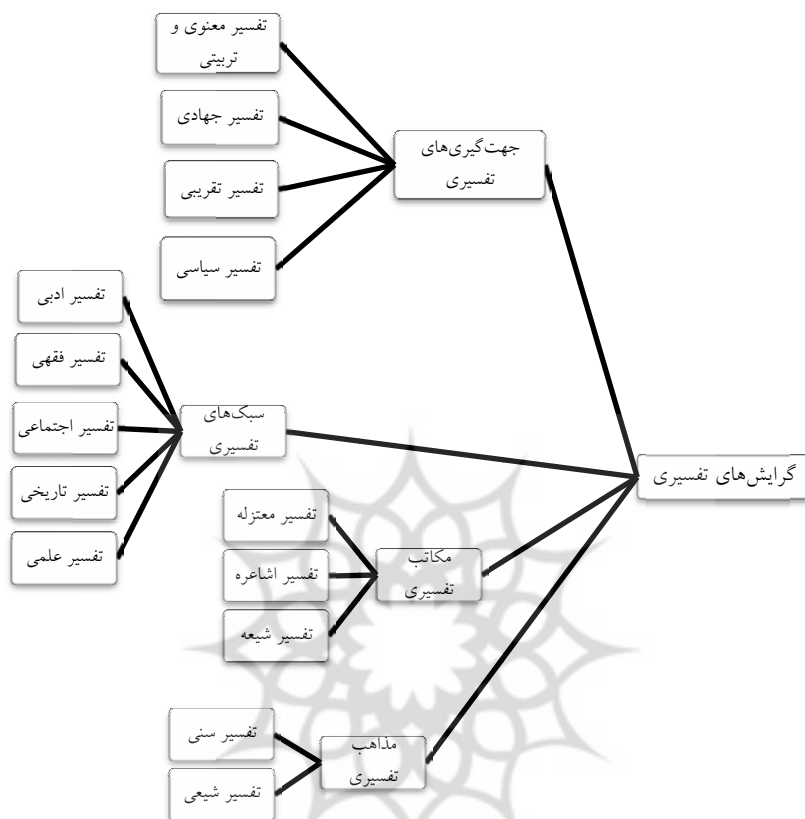 گرایش‌های تفسیری
جهت‌گیری‌های
تفسیری
تفسیر معنوی و
تربیتی
تفسیر جهادی
تفسیر تقریبی
تفسیر سیاسی
سبک‌های
تفسیری
تفسیر ادبی
تفسیر فقهی
تفسیر اجتماعی
تفسیر تاریخی
تفسیر علمی
مکاتب
تفسیری
تفسیر معتزله
تفسیر اشاعره
تفسیر شیعه
مذاهب
تفسیری
تفسیر سنی
تفسیر شیعی